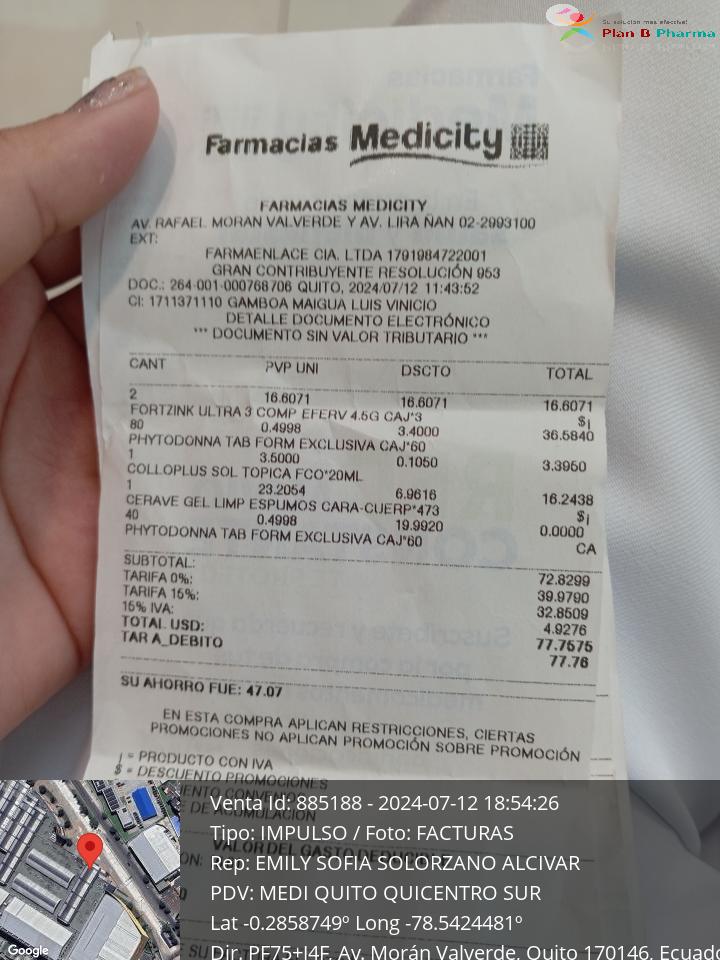 Su solución mas efectiva!
Plan B Pharma
Farmacias Medicity
FARMACIAS MEDICITY
AV. RAFAEL MORAN VALVERDE Y AV. LIRA ÑAN 02-2993100
EXT:
FARMAENLACE CIA. LTDA 1791984722001
GRAN CONTRIBUYENTE RESOLUCIÓN 953
DOC.: 264-001-000768706 QUITO, 2024/07/12 11:43:52
CI: 1711371110 GAMBOA MAIGUA LUIS VINICIO
DETALLE DOCUMENTO ELECTRÓNICO
*** DOCUMENTO SIN VALOR TRIBUTARIO ***
CANT PVP UNI DSCTO TOTAL
2 16.6071 16.6071 16.6071
FORTZINK ULTRA 3 COMP EFERV 4.5G CAJ*3 $¡
80 0.4998 3.4000 36.5840
PHYTODONNA TAB FORM EXCLUSIVA CAJ*60
1 3.5000 0.1050 3.3950
COLLOPLUS SOL TOPICA FCO*20ML
1 23.2054 6.9616 16.2438
CERAVE GEL LIMP ESPUMOS CARA-CUERP*473 $¡
40 0.4998 19.9920 0.0000
PHYTODONNA TAB FORM EXCLUSIVA CAJ*60 CA
SUBTOTAL: 72.8299
TARIFA 0%: 39.9790
TARIFA 15%: 32.8509
15% IVA: 4.9276
TOTAL USD: 77.7575
TAR A_DEBITO 77.76
SU AHORRO FUE: 47.07
EN ESTA COMPRA APLICAN RESTRICCIONES, CIERTAS
PROMOCIONES NO APLICAN PROMOCIÓN SOBRE PROMOCIÓN
¡ = PRODUCTO CON IVA
$ = DESCUENTO PROMOCIONES
VALOR DEL GASTO
Venta Id: 885188 - 2024-07-12 18:54:26
Tipo: IMPULSO / Foto: FACTURAS
Rep: EMILY SOFIA SOLORZANO ALCIVAR
PDV: MEDI QUITO QUICENTRO SUR
Lat -0.2858749º Long -78.5424481º
Dir. PF75+J4F, Av. Morán Valverde, Quito 170146, Ecuado
Google